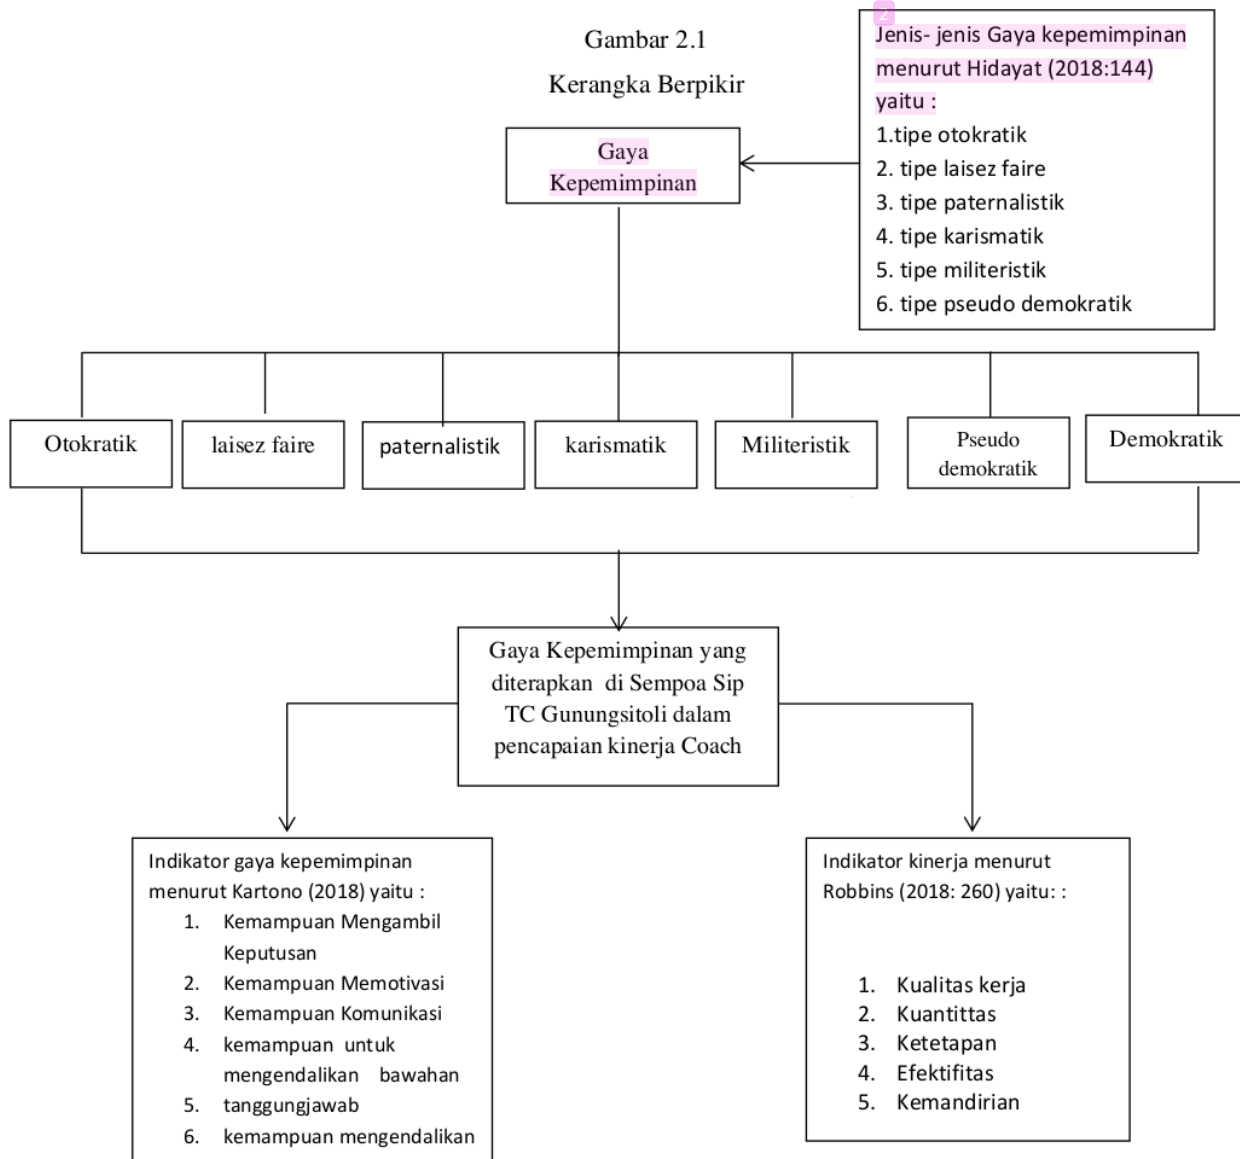 Gambar 2.1
Kerangka Berpikir
2
Jenis- jenis Gaya kepemimpinan
menurut Hidayat (2018:144)
yaitu :
1.tipe otokratik
2. tipe laisez faire
3. tipe paternalistik
4. tipe karismatik
5. tipe militeristik
6. tipe pseudo demokratik
Gaya
Kepemimpinan
Otokratik
laisez faire
paternalistik
karismatik
Militeristik
Pseudo
demokratik
Demokratik
Gaya Kepemimpinan yang
diterapkan di Sempoa Sip
TC Gunungsitoli dalam
pencapaian kinerja Coach
Indikator gaya kepemimpinan
menurut Kartono (2018) yaitu :
1. Kemampuan Mengambil
Keputusan
2. Kemampuan Memotivasi
3. Kemampuan Komunikasi
4. kemampuan untuk
mengendalikan bawahan
5. tanggungjawab
6. kemampuan mengendalikan
Indikator kinerja menurut
Robbins (2018: 260) yaitu: :
1. Kualitas kerja
2. Kuantittas
3. Ketetapan
4. Efektifitas
5. Kemandirian